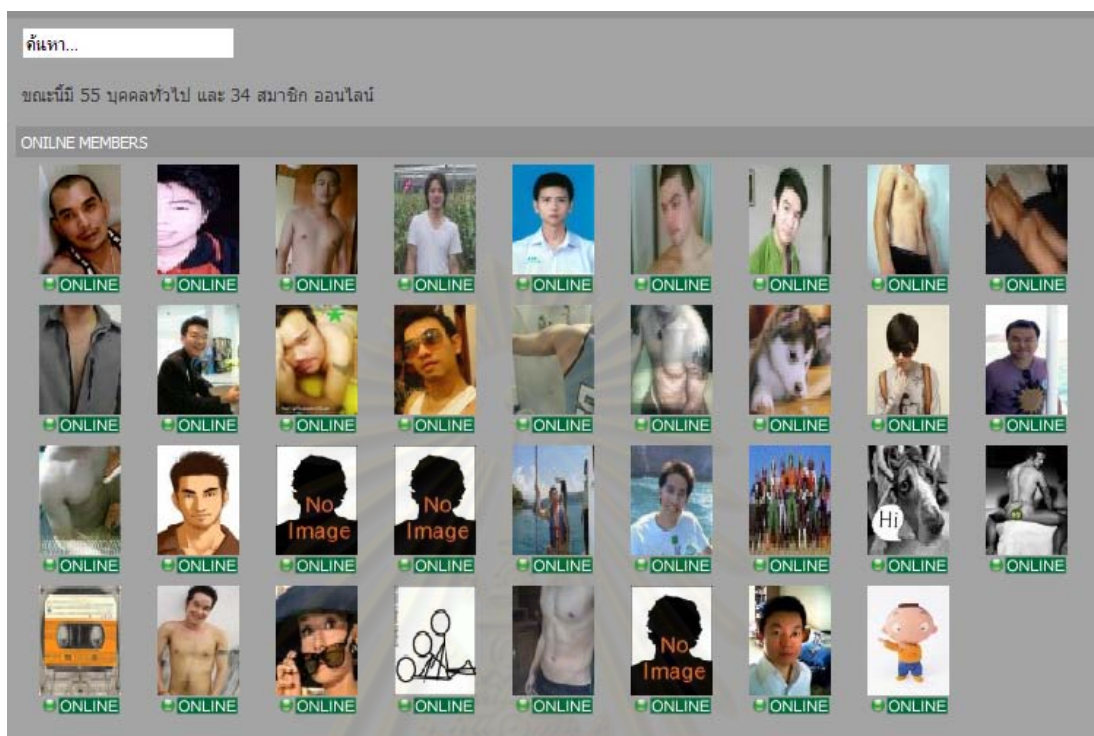 ค้นหา...
ขณะนี้มี 55 บุคคลทั่วไป และ 34 สมาชิก ออนไลน์
ONILNE MEMBERS
ONLINE ONLINE ONLINE ONLINE ONLINE ONLINE ONLINE ONLINE ONLINE
ONLINE ONLINE ONLINE ONLINE ONLINE ONLINE ONLINE ONLINE ONLINE
No No
Image Image
Hi
ONLINE ONLINE ONLINE ONLINE ONLINE ONLINE ONLINE ONLINE ONLINE
No
Image
ONLINE ONLINE ONLINE ONLINE ONLINE ONLINE ONLINE ONLINE